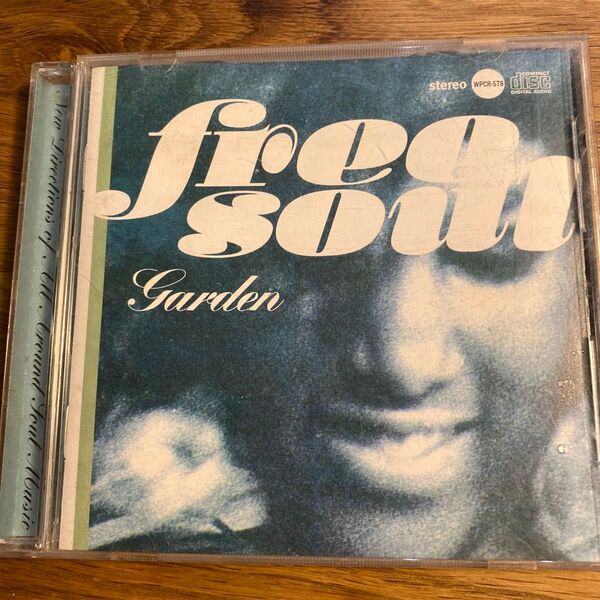 stereo WPCR-578 COMPACT
disc
DIGITAL AUDIO
free
soul
Garden
New Directions of All Around Soul Music